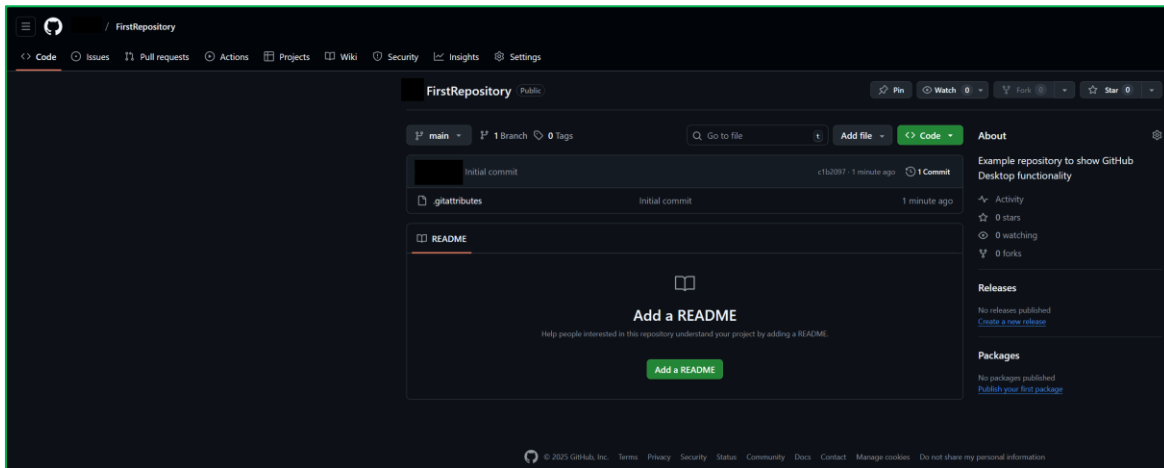 / FirstRepository
Code Issues Pull requests Actions Projects Wiki Security Insights Settings
FirstRepository Public
Pin Watch 0 Fork 0 Star 0
main 1 Branch 0 Tags Go to file t Add file Code
Initial commit c1b2097 · 1 minute ago 1 Commit
.gitattributes Initial commit 1 minute ago
README
Add a README
Help people interested in this repository understand your project by adding a README.
Add a README
About
Example repository to show GitHub
Desktop functionality
Activity
0 stars
0 watching
0 forks
Releases
No releases published
Create a new release
Packages
No packages published
Publish your first package
© 2025 GitHub, Inc. Terms Privacy Security Status Community Docs Contact Manage cookies Do not share my personal information